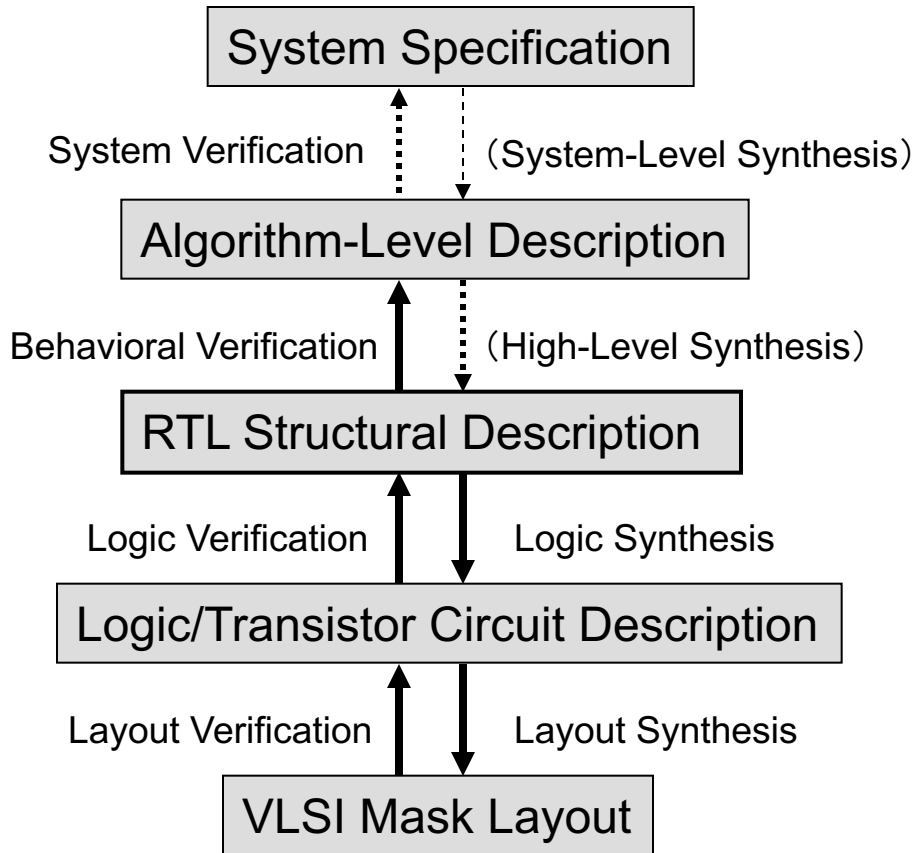 System Specification
System Verification
（System-Level Synthesis）
Algorithm-Level Description
Behavioral Verification
（High-Level Synthesis）
RTL Structural Description
Logic Verification
Logic Synthesis
Logic/Transistor Circuit Description
Layout Verification
Layout Synthesis
VLSI Mask Layout